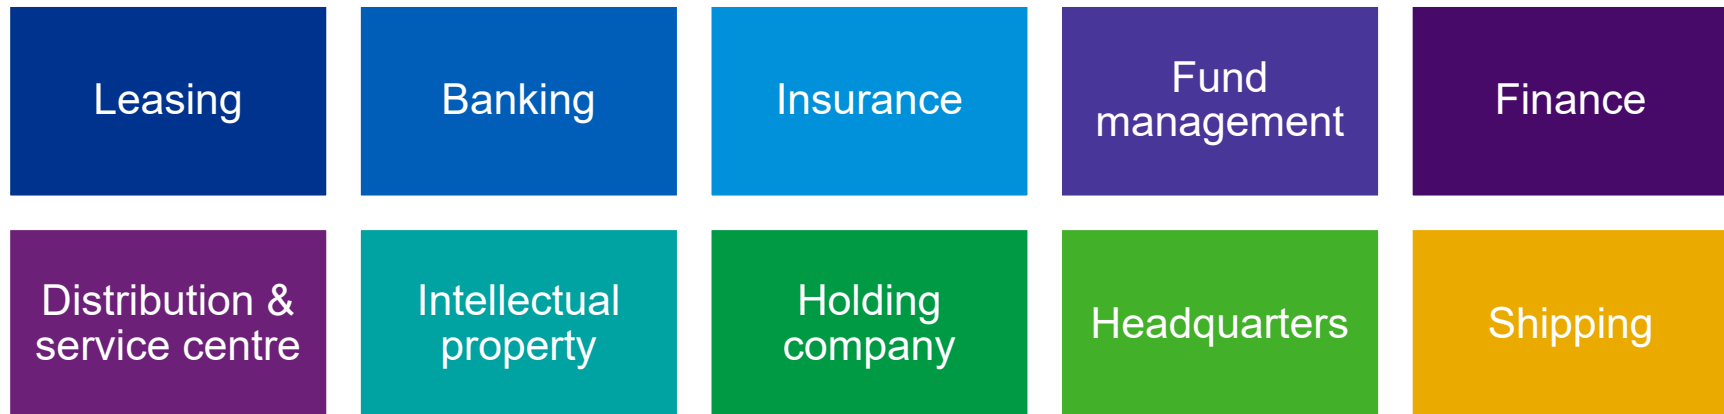 Leasing
Banking
Insurance
Fund
management
Finance
Distribution &
service centre
Intellectual
property
Holding
company
Headquarters
Shipping